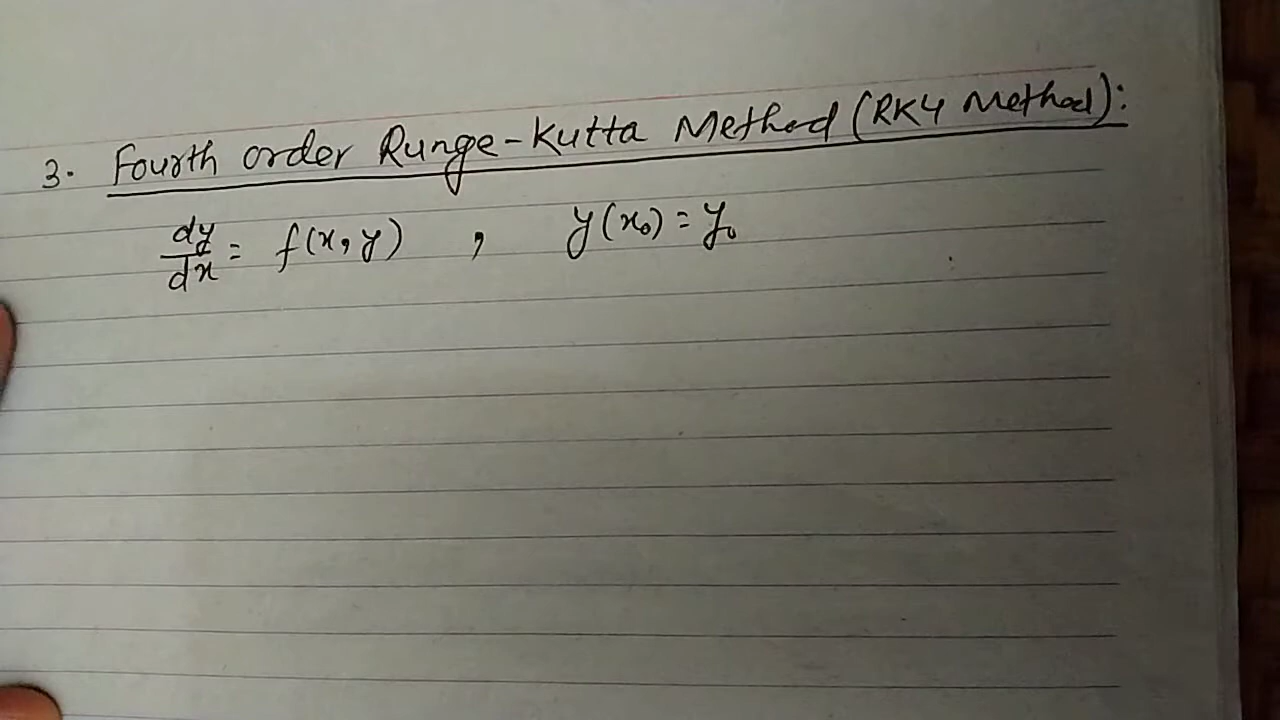 3. Fourth order Runge-Kutta Method (RK4 Method):
dy/dx = f(x,y) , y(x₀) = y₀